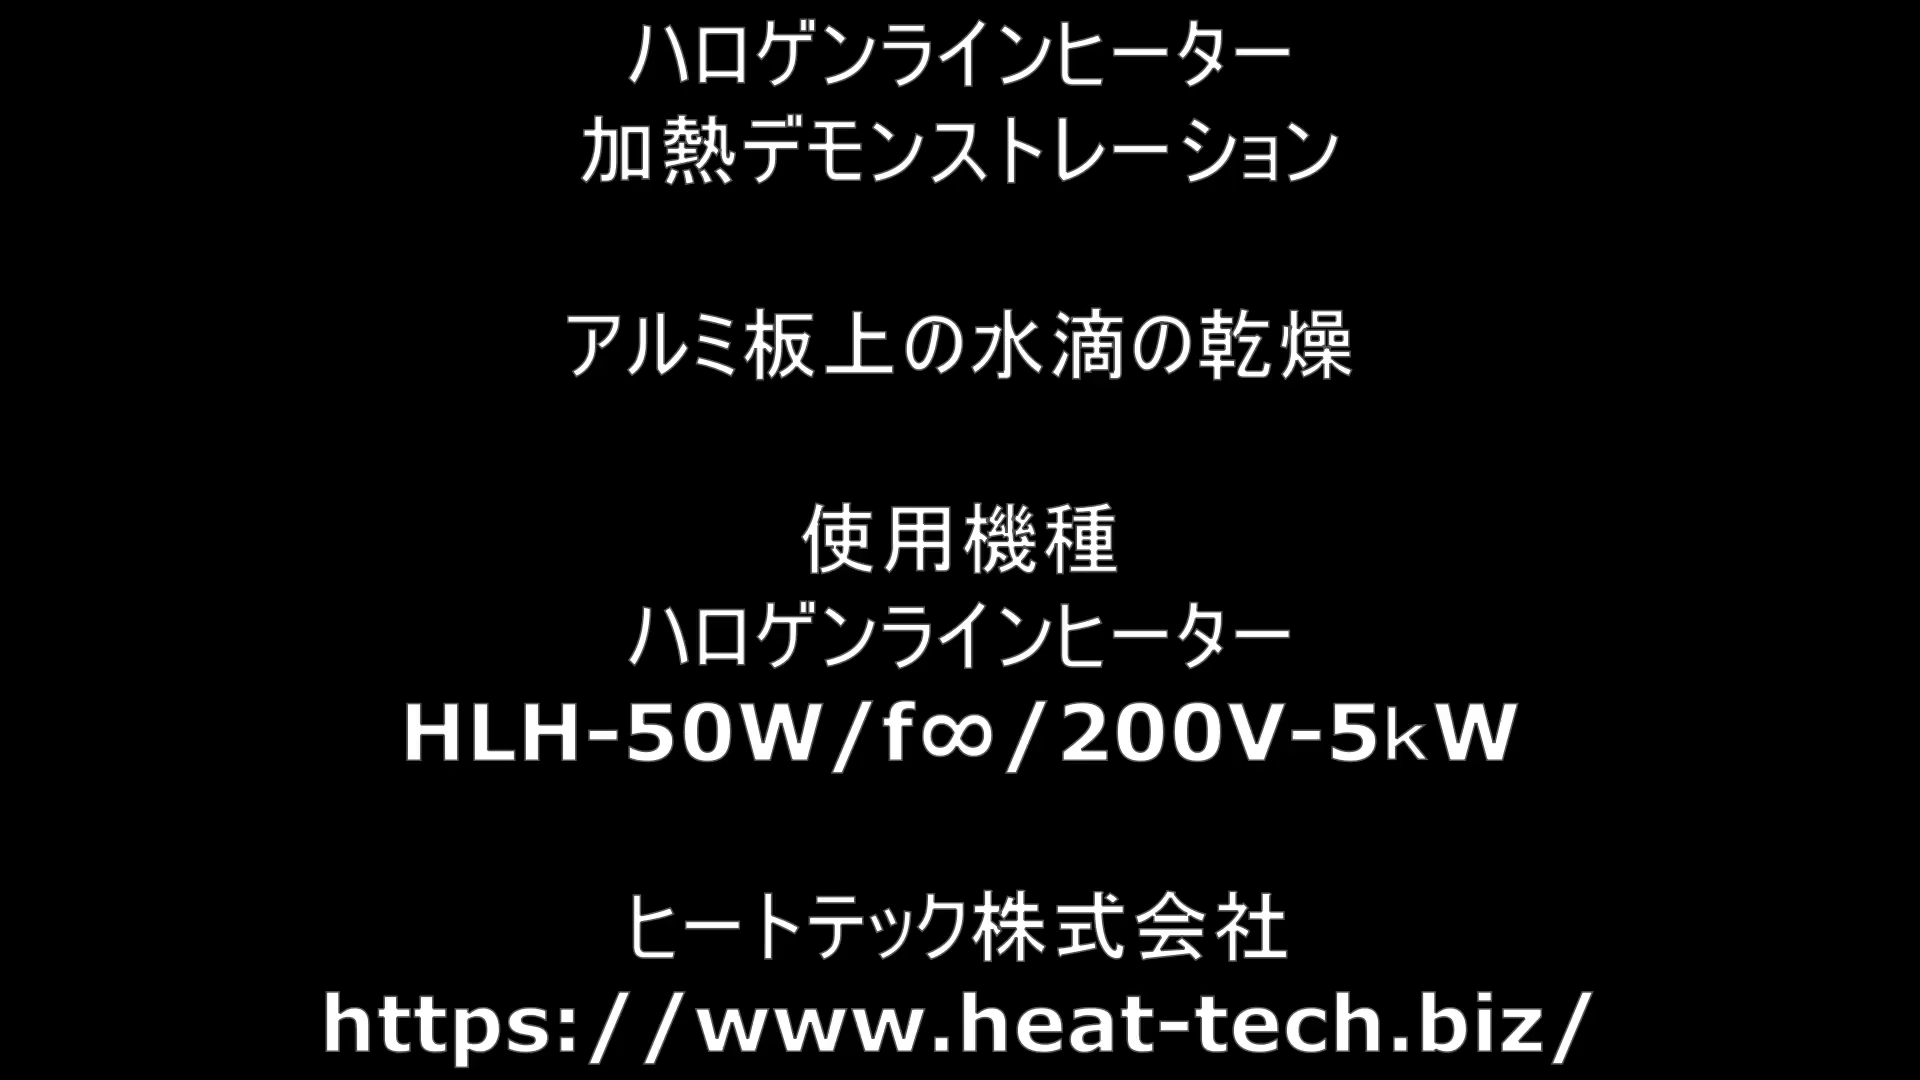 ハロゲンラインヒーター
加熱デモンストレーション
アルミ板上の水滴の乾燥
使用機種
ハロゲンラインヒーター
HLH-50W/f∞/200V-5kW
ヒートテック株式会社
https://www.heat-tech.biz/